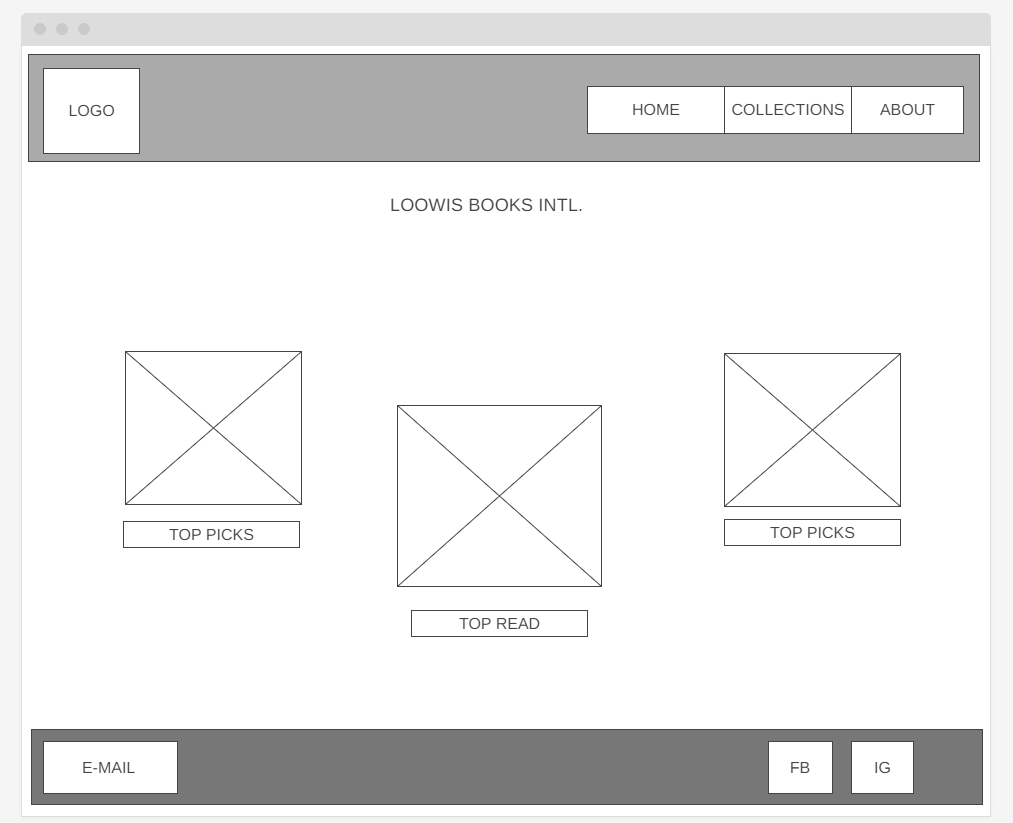 LOGO
HOME
COLLECTIONS
ABOUT
LOOWIS BOOKS INTL.
TOP PICKS
TOP PICKS
TOP READ
E-MAIL
FB
IG